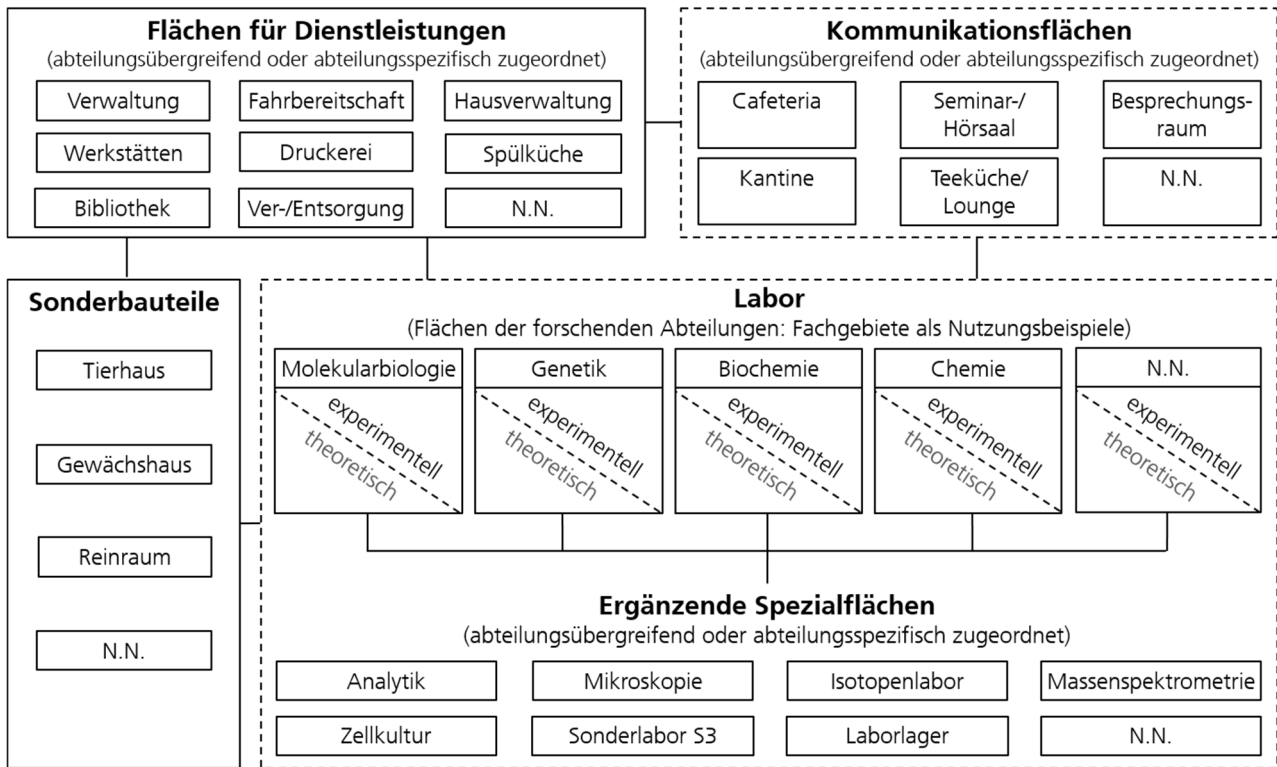 Flächen für Dienstleistungen
(abteilungsübergreifend oder abteilungsspezifisch zugeordnet)
Verwaltung
Fahrbereitschaft
Hausverwaltung
Werkstätten
Druckerei
Spülküche
Bibliothek
Ver-/Entsorgung
N.N.
Kommunikationsflächen
(abteilungsübergreifend oder abteilungsspezifisch zugeordnet)
Cafeteria
Seminar-/
Hörsaal
Besprechungs-
raum
Kantine
Teeküche/
Lounge
N.N.
Sonderbauteile
Tierhaus
Gewächshaus
Reinraum
N.N.
Labor
(Flächen der forschenden Abteilungen: Fachgebiete als Nutzungsbeispiele)
Molekularbiologie
experimentell
theoretisch
Genetik
experimentell
theoretisch
Biochemie
experimentell
theoretisch
Chemie
experimentell
theoretisch
N.N.
experimentell
theoretisch
Ergänzende Spezialflächen
(abteilungsübergreifend oder abteilungsspezifisch zugeordnet)
Analytik
Mikroskopie
Isotopenlabor
Massenspektrometrie
Zellkultur
Sonderlabor S3
Laborlager
N.N.